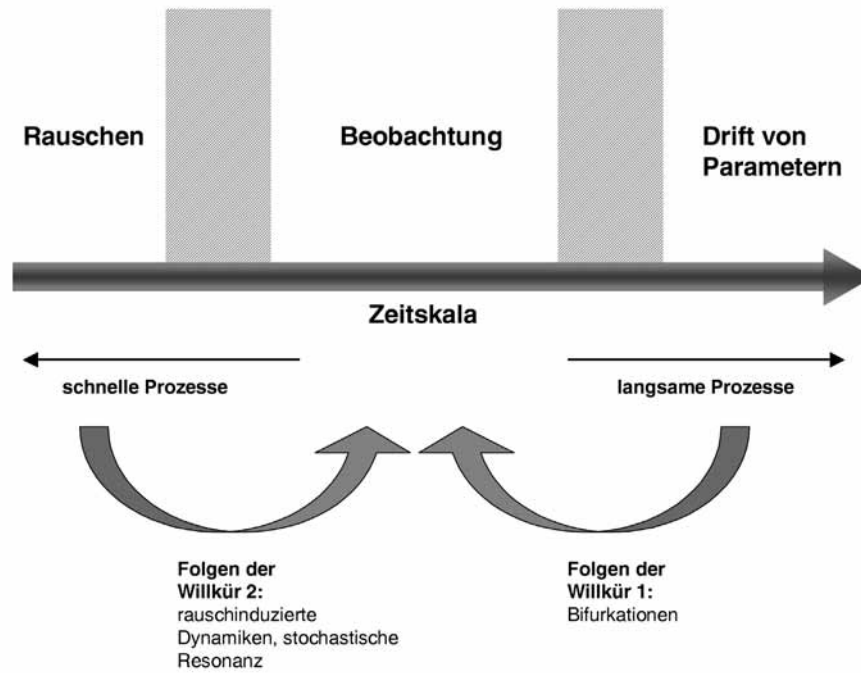 Rauschen
Beobachtung
Drift von
Parametern
Zeitskala
schnelle Prozesse
langsame Prozesse
Folgen der
Willkür 2:
rauschinduzierte
Dynamiken, stochastische
Resonanz
Folgen der
Willkür 1:
Bifurkationen